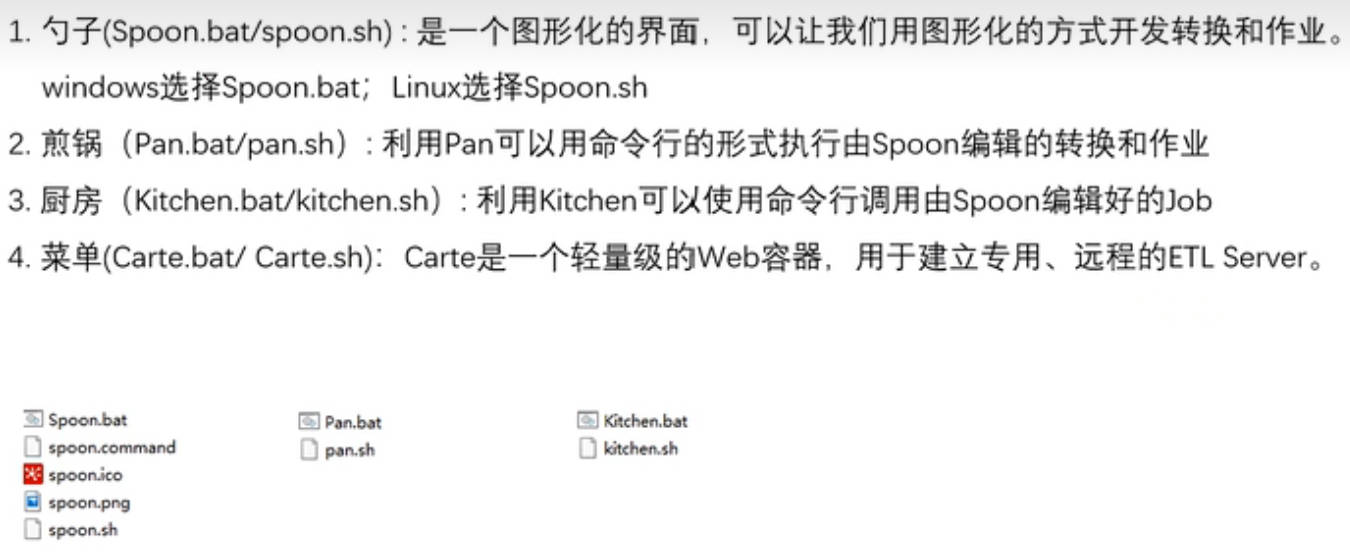 1. 勺子(Spoon.bat/spoon.sh) : 是一个图形化的界面，可以让我们用图形化的方式开发转换和作业。
windows选择Spoon.bat；Linux选择Spoon.sh
2. 煎锅（Pan.bat/pan.sh）: 利用Pan可以用命令行的形式执行由Spoon编辑的转换和作业
3. 厨房（Kitchen.bat/kitchen.sh）: 利用Kitchen可以使用命令行调用由Spoon编辑好的Job
4. 菜单(Carte.bat/ Carte.sh)： Carte是一个轻量级的Web容器，用于建立专用、远程的ETL Server。
Spoon.bat Pan.bat Kitchen.bat
spoon.command pan.sh kitchen.sh
spoon.ico
spoon.png
spoon.sh